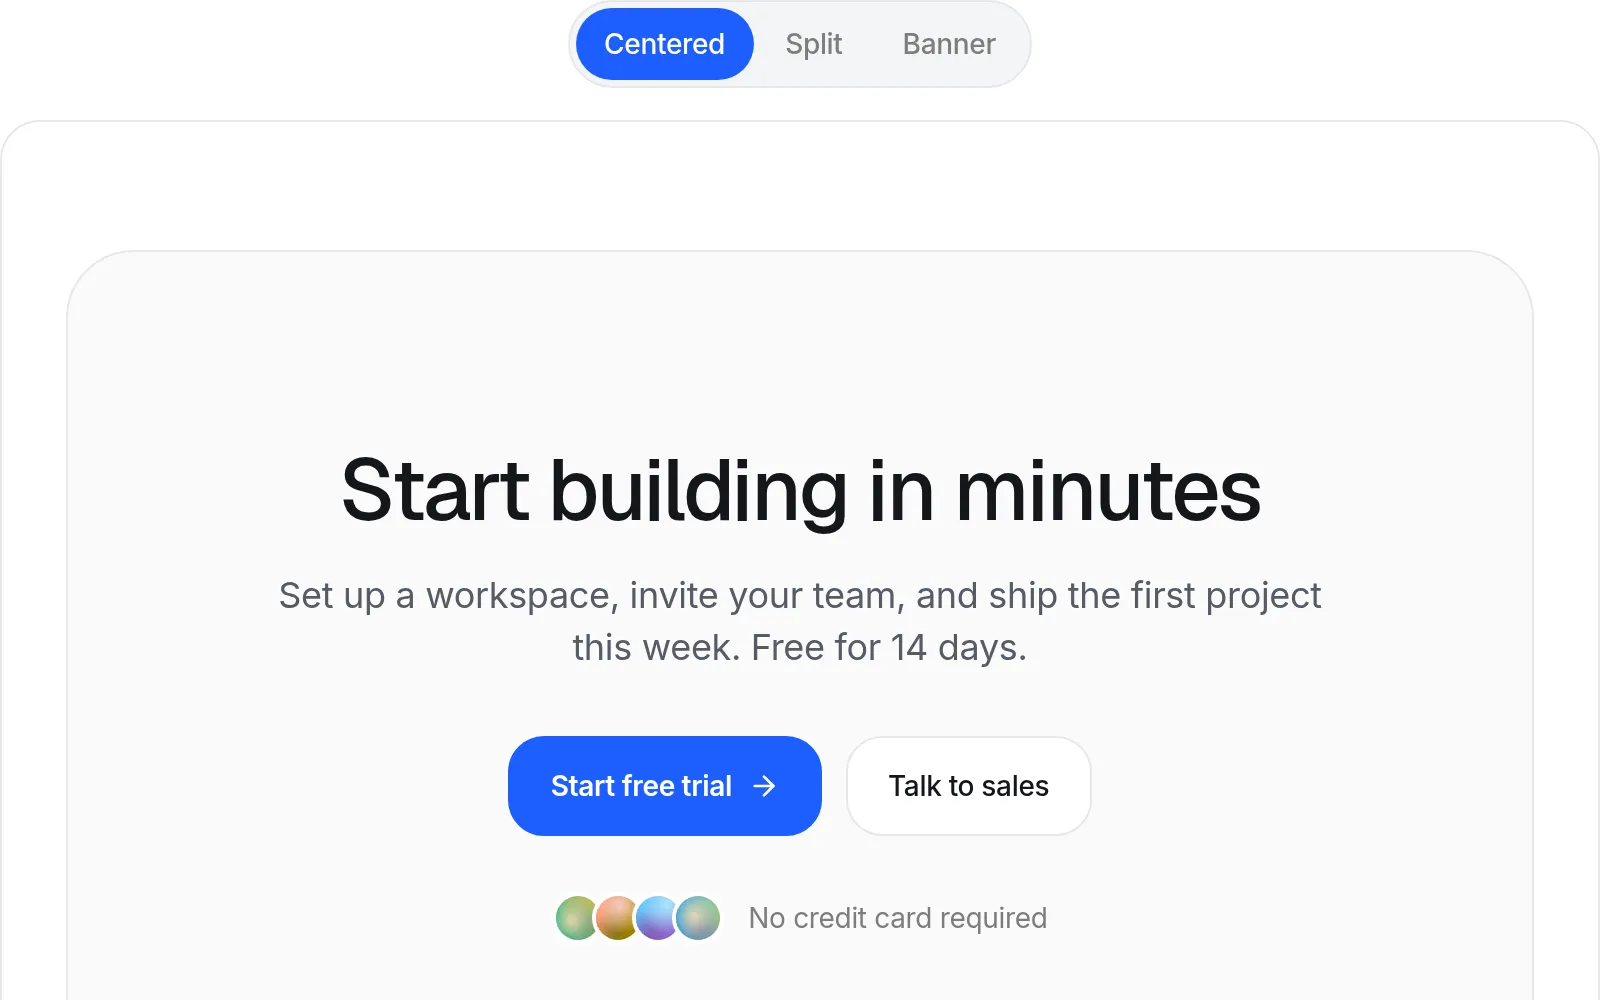 Centered Split Banner
Start building in minutes
Set up a workspace, invite your team, and ship the first project
this week. Free for 14 days.
Start free trial Talk to sales
No credit card required